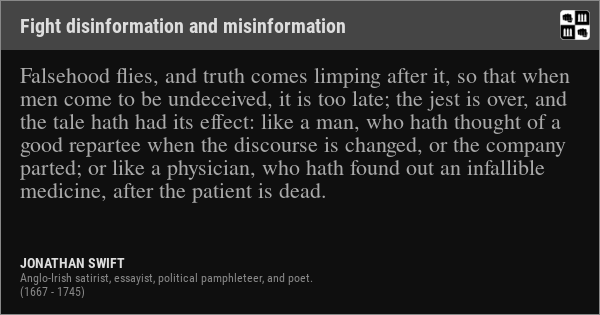 Fight disinformation and misinformation
Falsehood flies, and truth comes limping after it, so that when
men come to be undeceived, it is too late; the jest is over, and
the tale hath had its effect: like a man, who hath thought of a
good repartee when the discourse is changed, or the company
parted; or like a physician, who hath found out an infallible
medicine, after the patient is dead.
JONATHAN SWIFT
Anglo-Irish satirist, essayist, political pamphleteer, and poet.
(1667 - 1745)